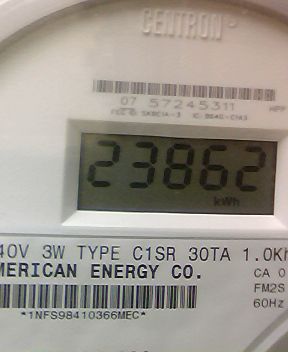 CENTRON
07 57245311
23862
kWh
40V 3W TYPE C1SR 30TA 1.0Kh
MERICAN ENERGY CO.
CA 0
FM2S
60Hz
*1NFS98410366MEC*